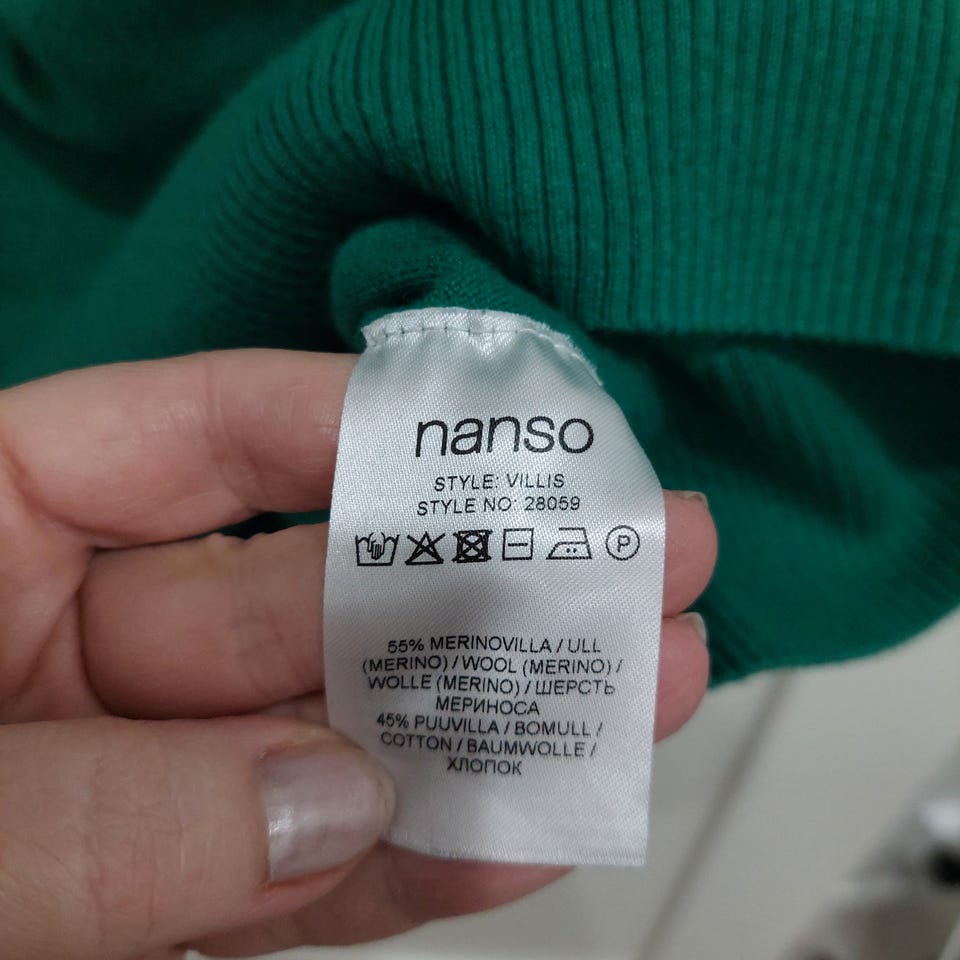 nanso
STYLE: VILLIS
STYLE NO: 28059
P
55% MERINOVILLA / ULL
(MERINO) / WOOL (MERINO) /
WOLLE (MERINO) / ШЕРСТЬ
МЕРИНОСА
45% PUUVILLA / BOMULL /
COTTON / BAUMWOLLE /
ХЛОПОК